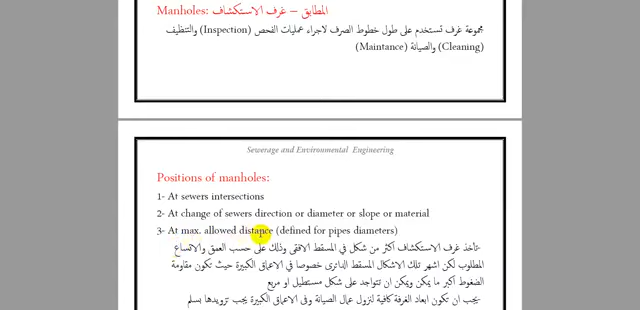 Manholes: المطابق – غرف الاستكشاف
مجموعة غرف تستخدم على طول خطوط الصرف لاجراء عمليات الفحص (Inspection) والتنظيف
(Cleaning) والصيانة (Maintance)
Sewerage and Environmental Engineering
Positions of manholes:
1- At sewers intersections
2- At change of sewers direction or diameter or slope or material
3- At max. allowed distance (defined for pipes diameters)
-تأخذ غرف الاستكشاف أكثر من شكل في المسقط الافقى وذلك على حسب العمق والاتساع
المطلوب لكن اشهر تلك الاشكال المسقط الدائرى خصوصا في الاعماق الكبيرة حيث تكون مقاومة
الضغوط أكبر ما يمكن ويمكن ان تتواجد على شكل مستطيل او مربع
-يجب ان تكون ابعاد الغرفة كافية لنزول عمال الصيانة وفى الاعماق الكبيرة يجب تزويدها بسلم